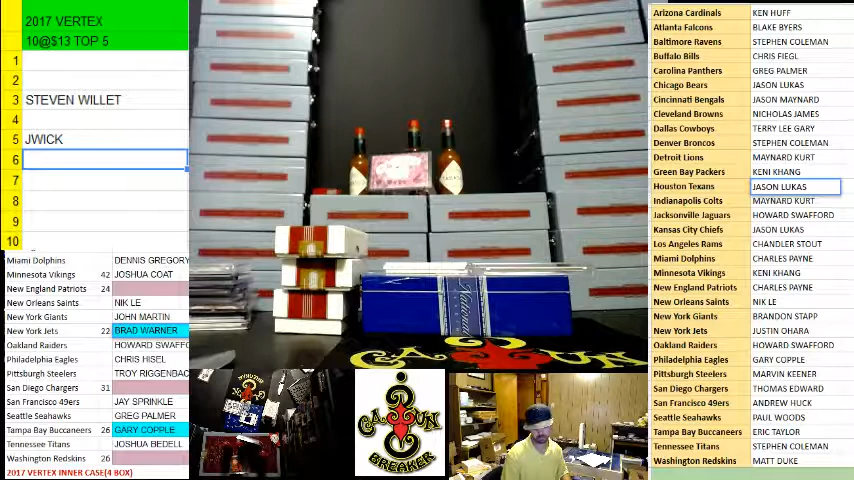 2017 VERTEX
10@$13 TOP 5
1
2
3 STEVEN WILLET
4
5 JWICK
6
7
8
9
10
Miami Dolphins DENNIS GREGORY
Minnesota Vikings 42 JOSHUA COAT
New England Patriots 24
New Orleans Saints NIK LE
New York Giants JOHN MARTIN
New York Jets 22 BRAD WARNER
Oakland Raiders HOWARD SWAFFO
Philadelphia Eagles CHRIS HISEL
Pittsburgh Steelers TROY RIGGENBAC
San Diego Chargers 31
San Francisco 49ers JAY SPRINKLE
Seattle Seahawks GREG PALMER
Tampa Bay Buccaneers 26 GARY COPPLE
Tennessee Titans JOSHUA BEDELL
Washington Redskins 26
2017 VERTEX INNER CASE(4 BOX)
TABASCO
National
CAJUN
CAJUN
BREAKER
Arizona Cardinals KEN HUFF
Atlanta Falcons BLAKE BYERS
Baltimore Ravens STEPHEN COLEMAN
Buffalo Bills CHRIS FIEGL
Carolina Panthers GREG PALMER
Chicago Bears JASON LUKAS
Cincinnati Bengals JASON MAYNARD
Cleveland Browns NICHOLAS JAMES
Dallas Cowboys TERRY LEE GARY
Denver Broncos STEPHEN COLEMAN
Detroit Lions MAYNARD KURT
Green Bay Packers KENI KHANG
Houston Texans JASON LUKAS
Indianapolis Colts MAYNARD KURT
Jacksonville Jaguars HOWARD SWAFFORD
Kansas City Chiefs JASON LUKAS
Los Angeles Rams CHANDLER STOUT
Miami Dolphins CHARLES PAYNE
Minnesota Vikings KENI KHANG
New England Patriots CHARLES PAYNE
New Orleans Saints NIK LE
New York Giants BRANDON STAPP
New York Jets JUSTIN OHARA
Oakland Raiders HOWARD SWAFFORD
Philadelphia Eagles GARY COPPLE
Pittsburgh Steelers MARVIN KEENER
San Diego Chargers THOMAS EDWARD
San Francisco 49ers ANDREW HUCK
Seattle Seahawks PAUL WOODS
Tampa Bay Buccaneers ERIC TAYLOR
Tennessee Titans STEPHEN COLEMAN
Washington Redskins MATT DUKE